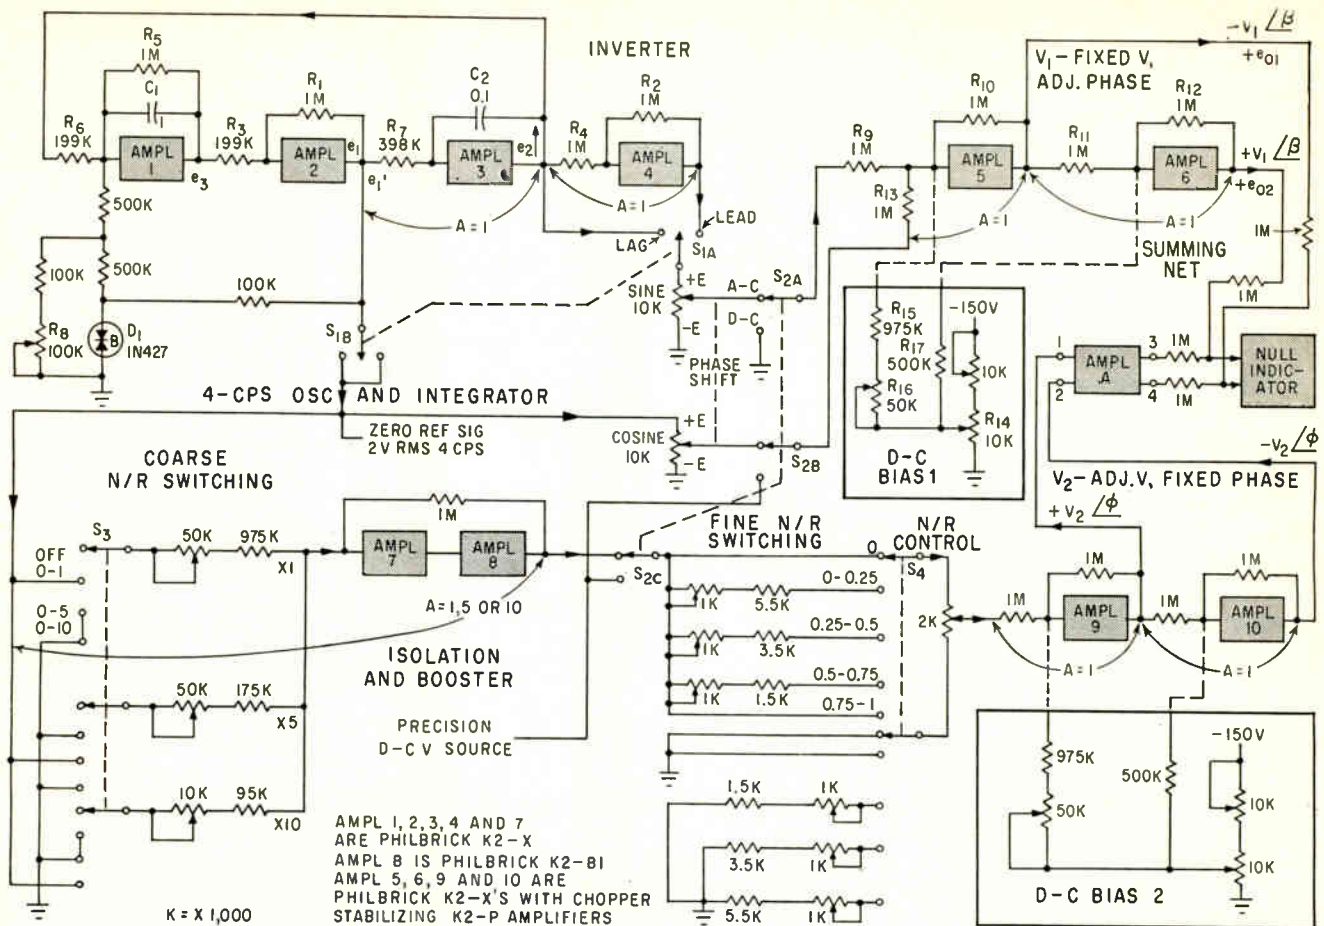 R5
1M
C1
1
R6
199K
AMPL
1
e3
R3
199K
R1
1M
AMPL
2
e1
e1'
R7
398K
C2
0.1
AMPL
3
e2
INVERTER
R2
1M
R4
1M
AMPL
4
A=1
A=1
LEAD
LAG
S1A
500K
500K
100K
R8
100K
D1
1N427
B
100K
S1B
4-CPS OSC AND INTEGRATOR
ZERO REF SIG
2V RMS 4 CPS
+E
SINE
10K
-E
A-C
D-C
S2A
PHASE
SHIFT
+E
COSINE
10K
-E
S2B
V1-FIXED V,
ADJ. PHASE
-V1 /β
+e01
R9
1M
R10
1M
R13
1M
AMPL
5
A=1
R11
1M
R12
1M
AMPL
6
A=1
+V1 /β
+e02
SUMMING
NET
1M
1M
R15
975K
R17
500K
R16
50K
-150V
10K
R14
10K
D-C
BIAS 1
1
2
AMPL
A
3
4
1M
1M
NULL
INDIC-
ATOR
-V2 /ϕ
V2-ADJ.V, FIXED PHASE
+V2 /ϕ
COARSE
N/R SWITCHING
S3
OFF
0-1
0-5
0-10
50K
975K
X1
50K
175K
X5
10K
95K
X10
1M
AMPL
7
AMPL
8
A=1,5 OR 10
ISOLATION
AND BOOSTER
PRECISION
D-C V SOURCE
S2C
FINE N/R
SWITCHING
N/R
CONTROL
0
S4
0-0.25
1K
5.5K
0.25-0.5
1K
3.5K
0.5-0.75
1K
1.5K
0.75-1
2K
1.5K
1K
3.5K
1K
5.5K
1K
1M
1M
AMPL
9
A=1
1M
1M
AMPL
10
A=1
975K
50K
500K
-150V
10K
10K
D-C BIAS 2
AMPL 1, 2, 3, 4 AND 7
ARE PHILBRICK K2-X
AMPL 8 IS PHILBRICK K2-B1
AMPL 5, 6, 9 AND 10 ARE
PHILBRICK K2-X'S WITH CHOPPER
STABILIZING K2-P AMPLIFIERS
K = X 1,000